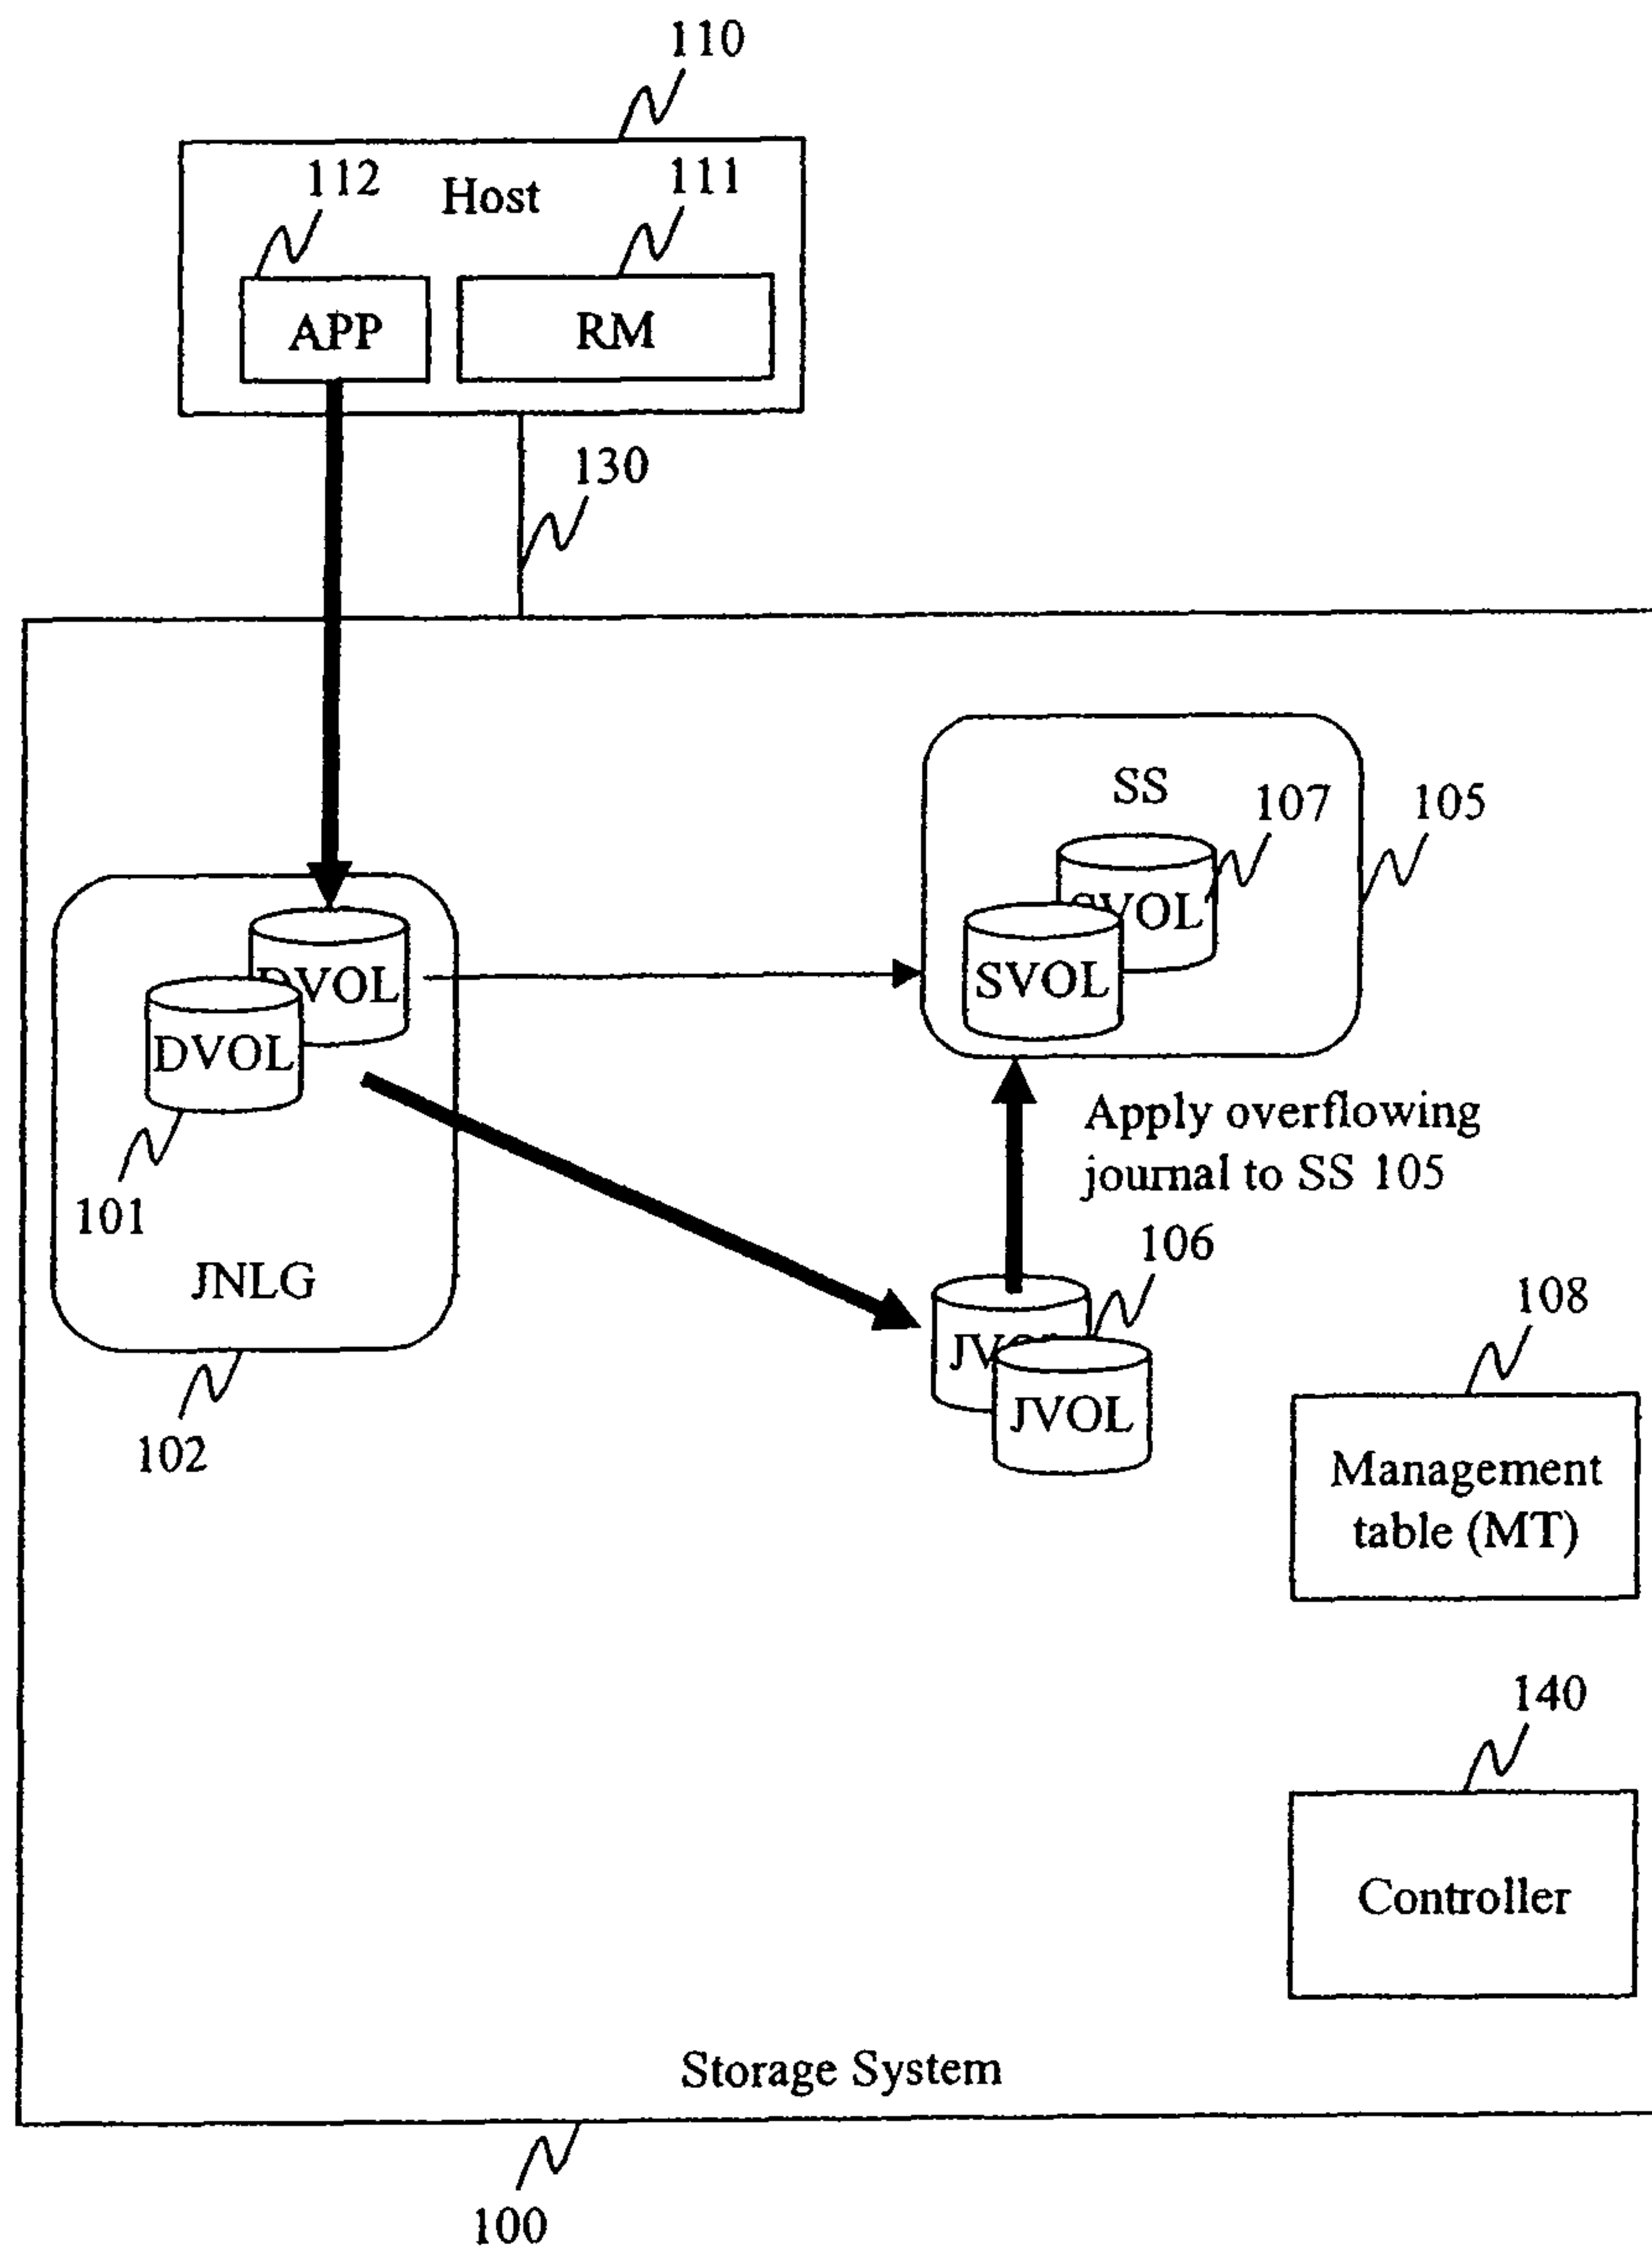 110
112
Host
111
APP
RM
130
SS
107
105
SVOL
SVOL
DVOL
DVOL
Apply overflowing
journal to SS 105
101
106
JNLG
108
JVOL
102
Management
table (MT)
140
Controller
Storage System
100